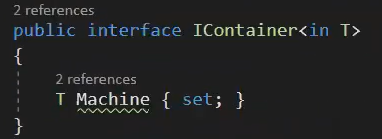 2 references
public interface IContainer<in T>
{
2 references
T Machine { set; }
}